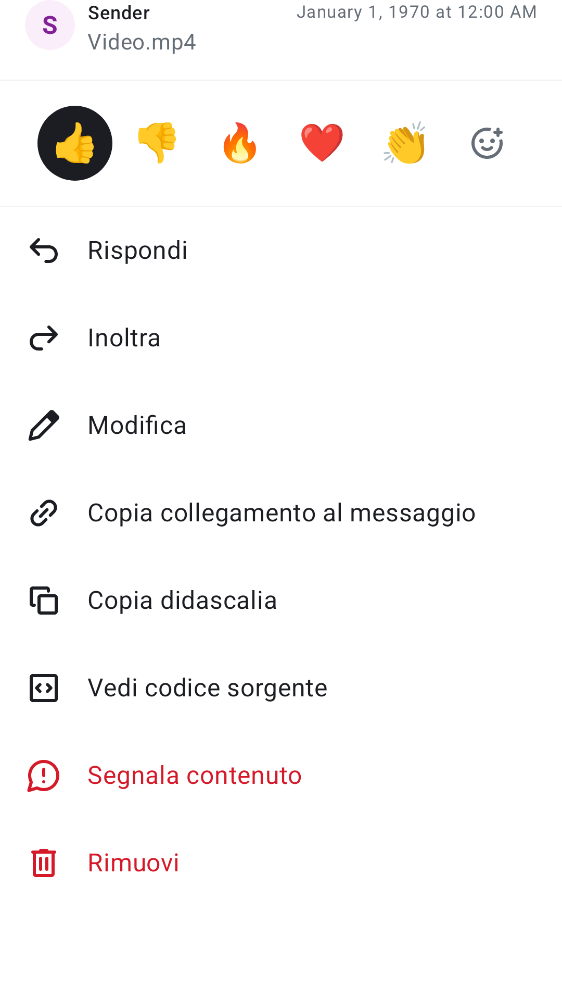 S
Sender
January 1, 1970 at 12:00 AM
Video.mp4
Rispondi
Inoltra
Modifica
Copia collegamento al messaggio
Copia didascalia
Vedi codice sorgente
Segnala contenuto
Rimuovi